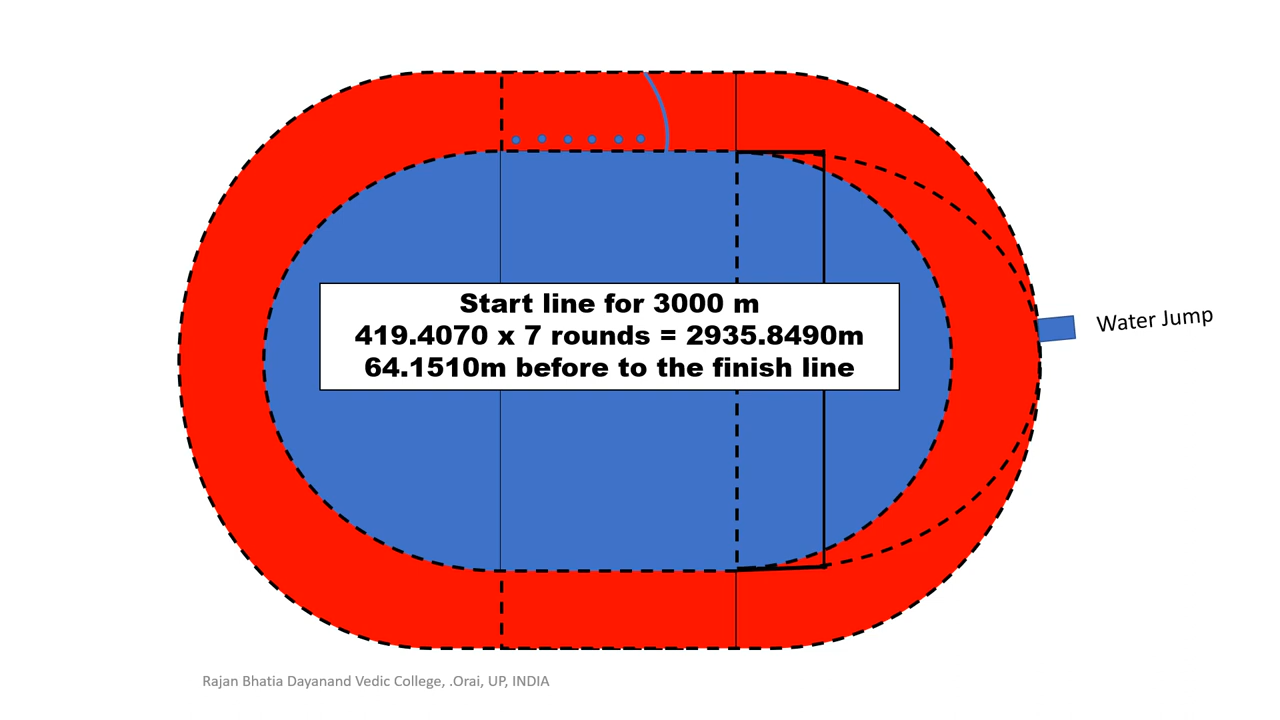 Start line for 3000 m
419.4070 x 7 rounds = 2935.8490m
64.1510m before to the finish line
Water Jump
Rajan Bhatia Dayanand Vedic College, .Orai, UP, INDIA